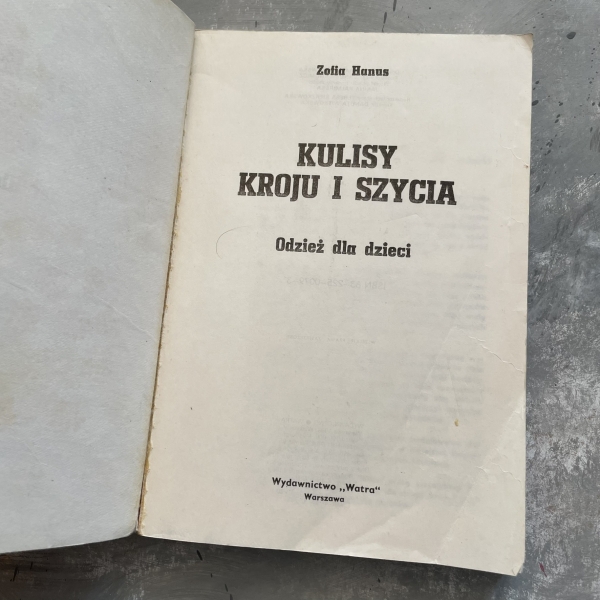 Zofia Hanus
KULISY
KROJU I SZYCIA
Odzież dla dzieci
Wydawnictwo „Watra"
Warszawa